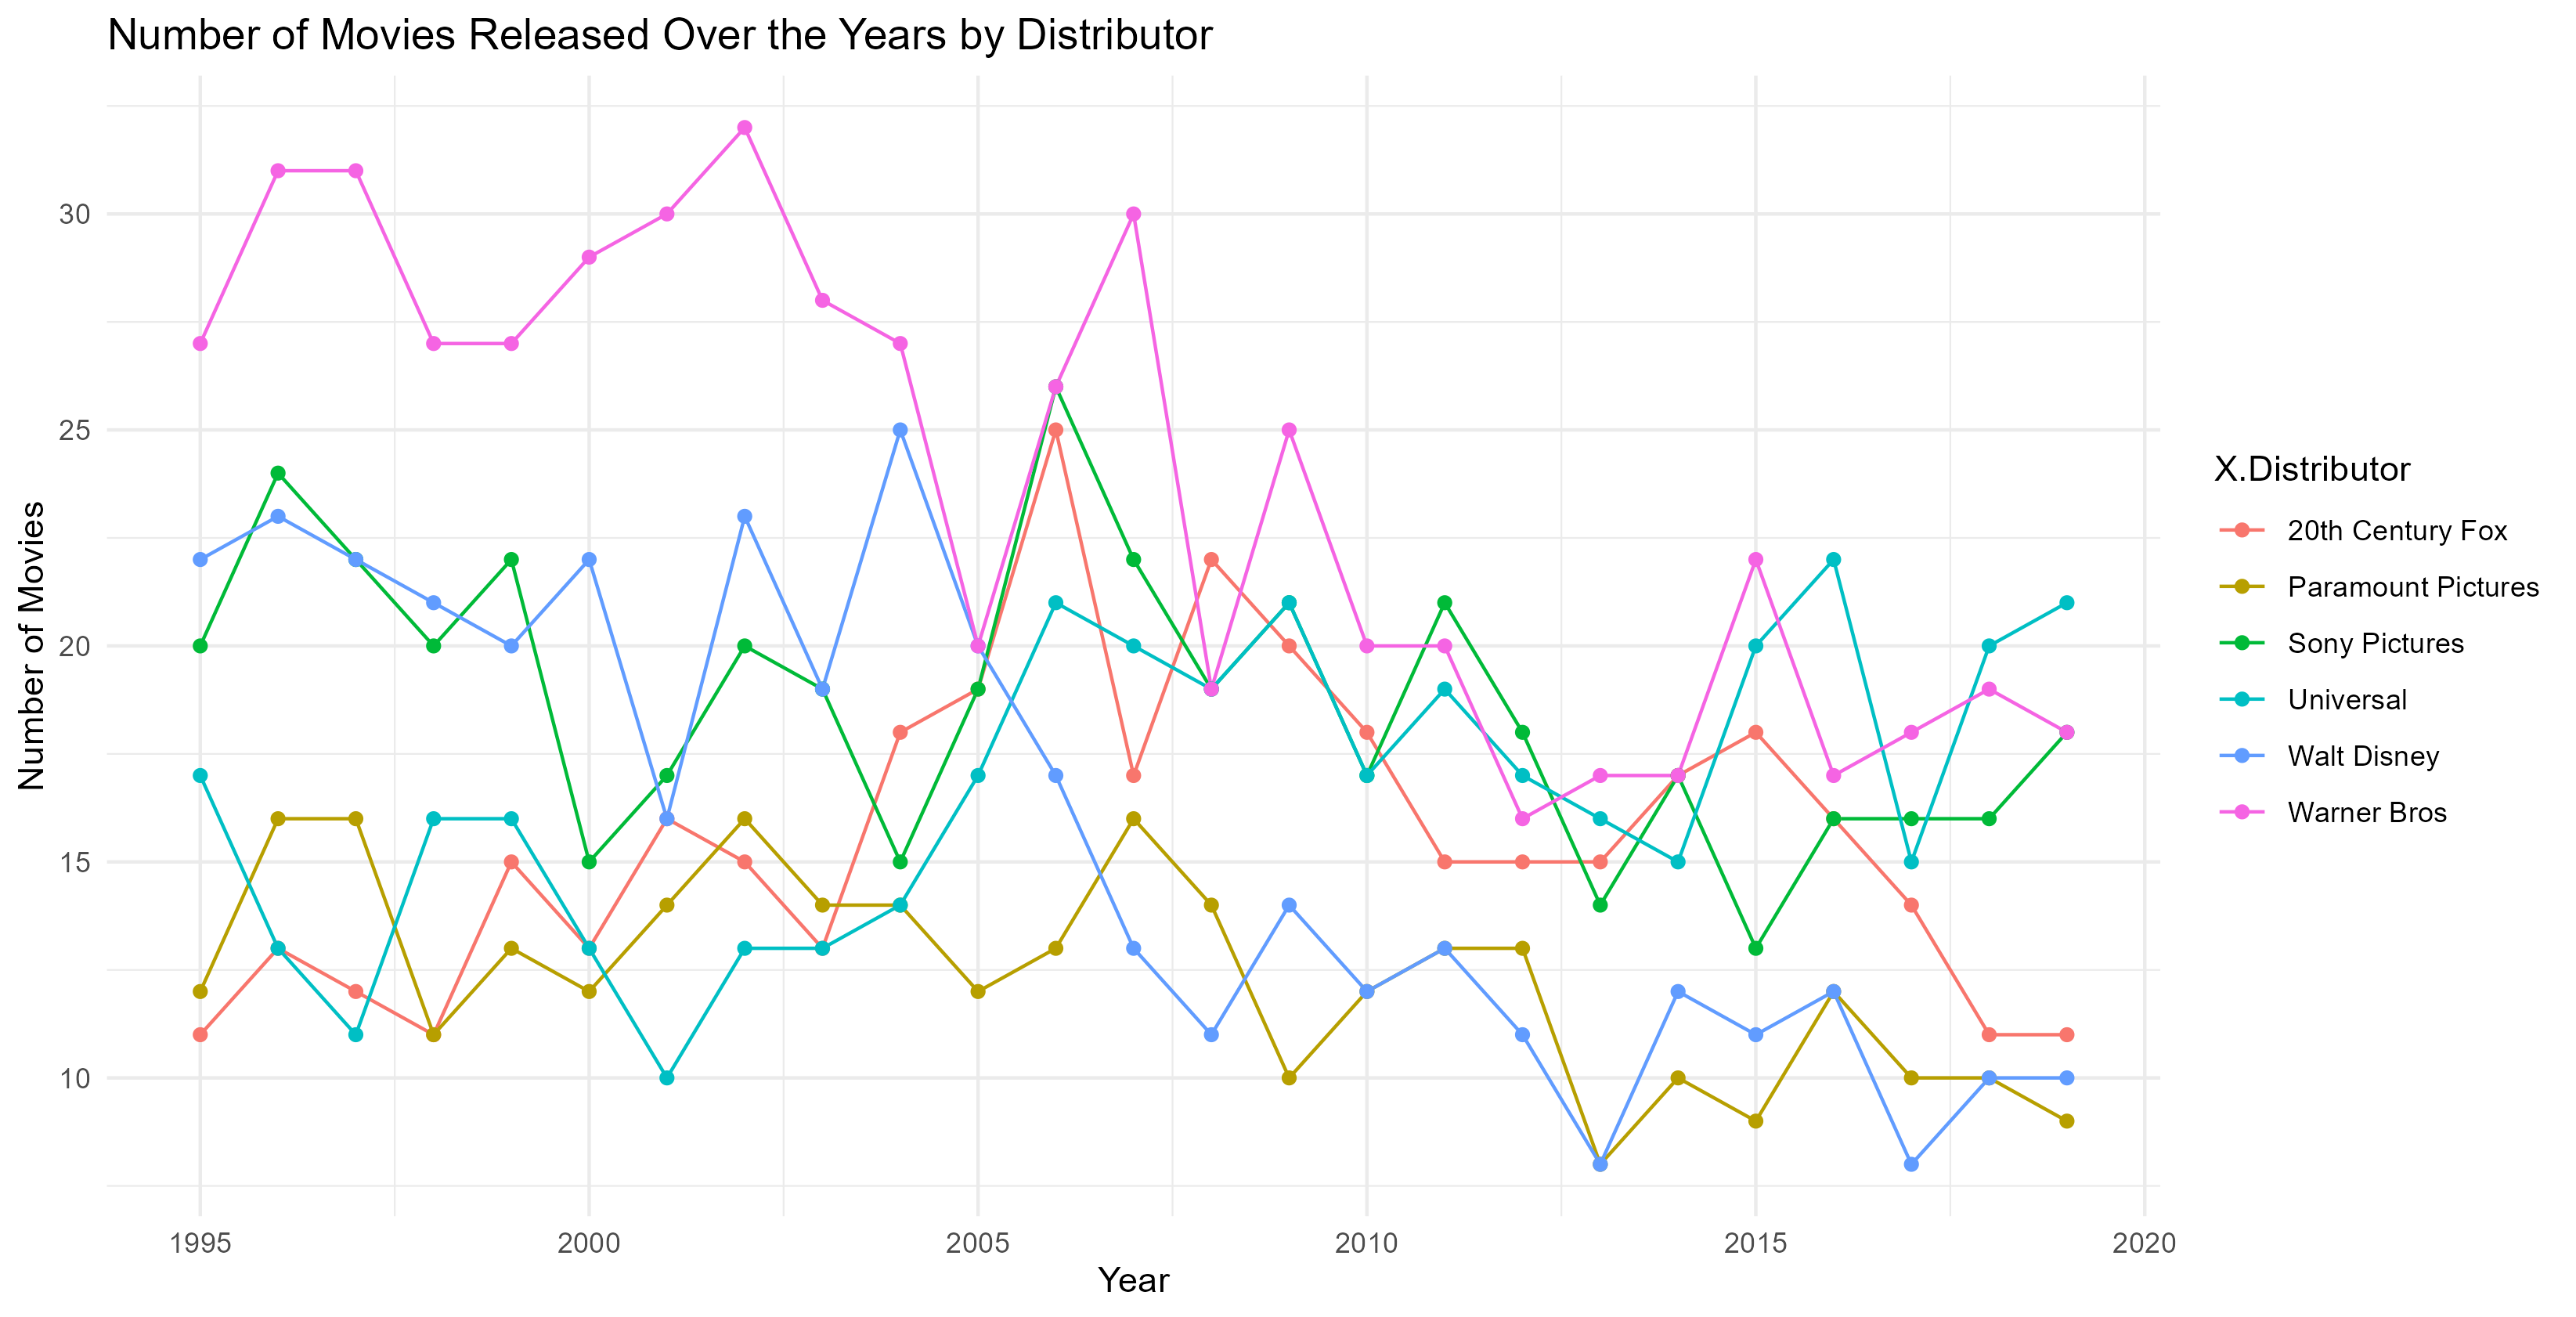 Number of Movies Released Over the Years by Distributor
Number of Movies
30
25
20
15
10
1995
2000
2005
2010
2015
2020
Year
X.Distributor
20th Century Fox
Paramount Pictures
Sony Pictures
Universal
Walt Disney
Warner Bros